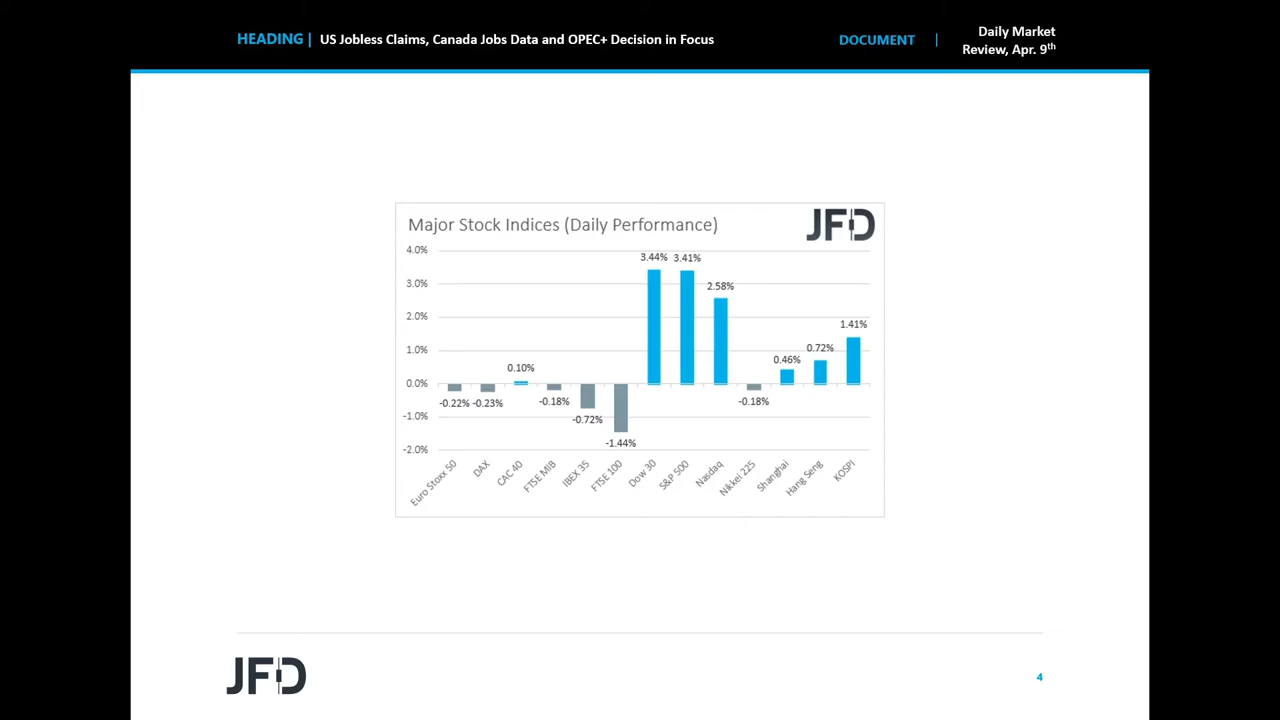 HEADING | US Jobless Claims, Canada Jobs Data and OPEC+ Decision in Focus
DOCUMENT |
Daily Market
Review, Apr. 9th
Major Stock Indices (Daily Performance)
JFD
4.0%
3.0%
2.0%
1.0%
0.0%
-1.0%
-2.0%
-0.22%
-0.23%
0.10%
-0.18%
-0.72%
-1.44%
3.44%
3.41%
2.58%
-0.18%
0.46%
0.72%
1.41%
Euro Stoxx 50
DAX
CAC 40
FTSE MIB
IBEX 35
FTSE 100
Dow 30
S&P 500
Nasdaq
Nikkei 225
Shanghai
Hang Seng
KOSPI
JFD
4